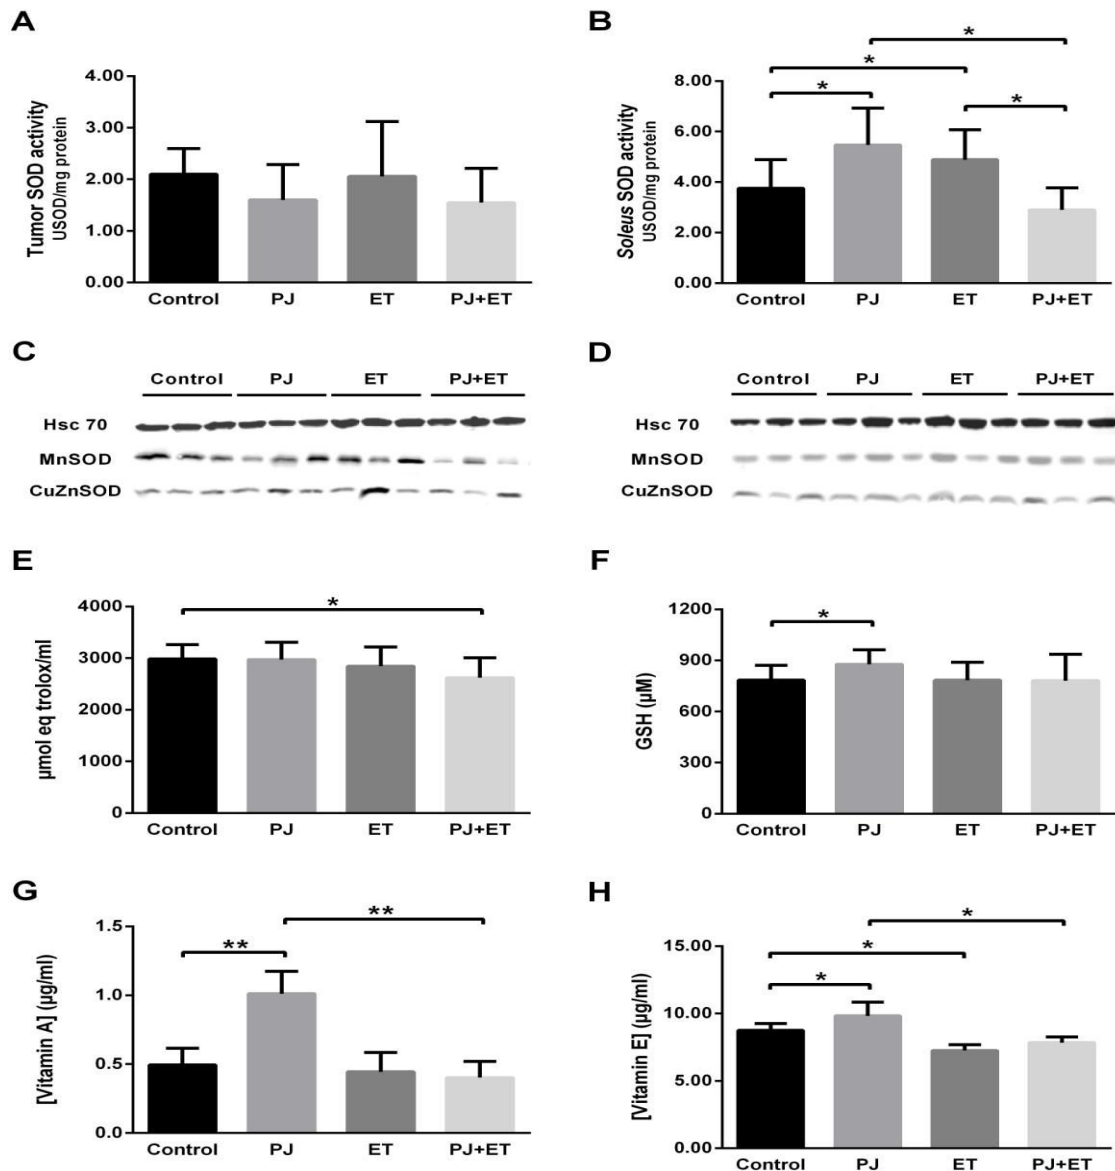 A
Tumor SOD activity
USOD/mg protein
4.00
3.00
2.00
1.00
0.00
Control PJ ET PJ+ET
B
Soleus SOD activity
USOD/mg protein
8.00
6.00
4.00
2.00
0.00
*
*
*
*
Control PJ ET PJ+ET
C
Control PJ ET PJ+ET
Hsc 70
MnSOD
CuZnSOD
D
Control PJ ET PJ+ET
Hsc 70
MnSOD
CuZnSOD
E
µmol eq trolox/ml
4000
3000
2000
1000
0
*
Control PJ ET PJ+ET
F
GSH (µM)
1200
900
600
300
0
*
Control PJ ET PJ+ET
G
[Vitamin A] (µg/ml)
1.5
1.0
0.5
0.0
**
**
Control PJ ET PJ+ET
H
[Vitamin E] (µg/ml)
15.00
10.00
5.00
0.00
*
*
*
Control PJ ET PJ+ET